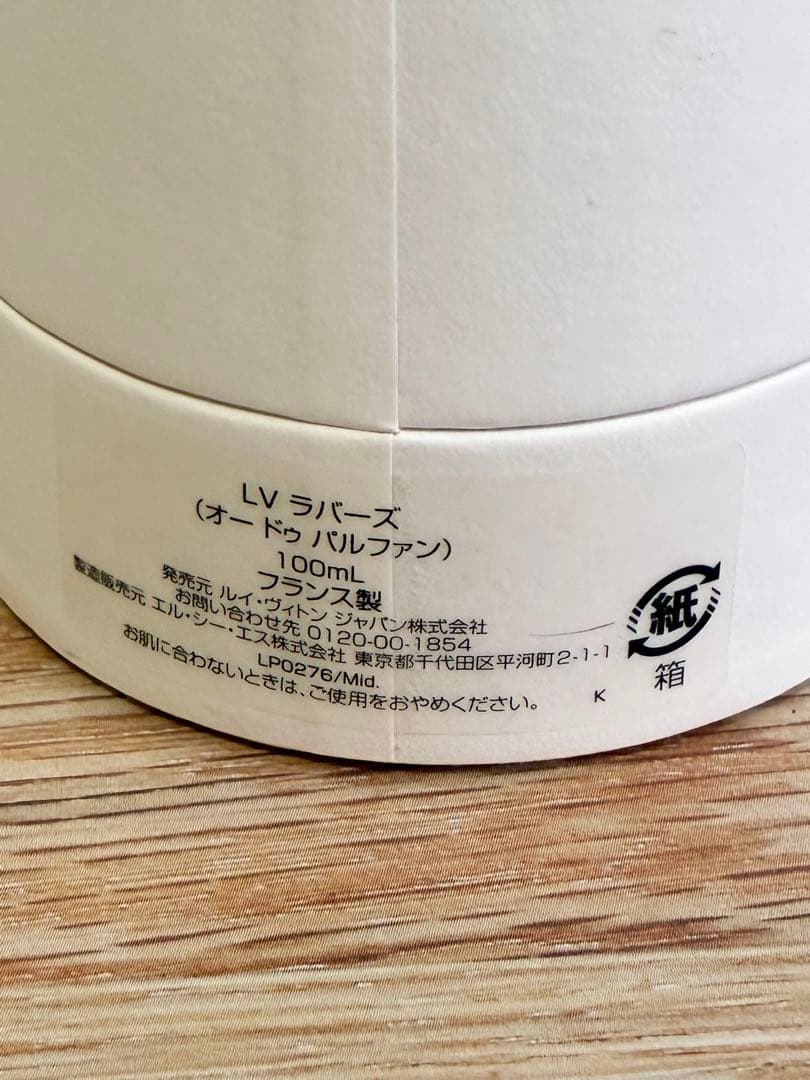 LV ラバーズ
(オー ドゥ パルファン)
100mL
フランス製
発売元 ルイ・ヴィトン ジャパン株式会社
お問い合わせ先 0120-00-1854
製造販売元 エル・シー・エス株式会社 東京都千代田区平河町2-1-1
LP0276/Mid.
お肌に合わないときは、ご使用をおやめください。
K
紙
箱